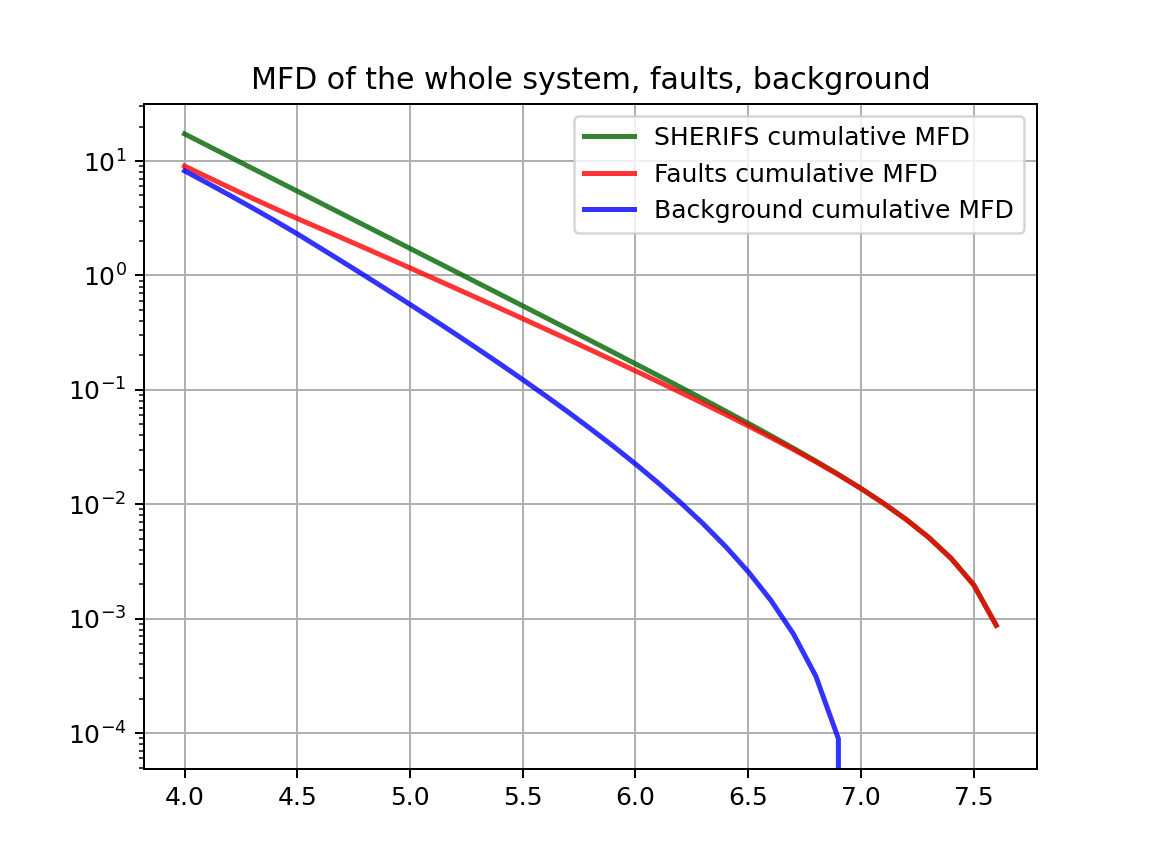 MFD of the whole system, faults, background
SHERIFS cumulative MFD
Faults cumulative MFD
Background cumulative MFD
10¹
10⁰
10⁻¹
10⁻²
10⁻³
10⁻⁴
4.0 4.5 5.0 5.5 6.0 6.5 7.0 7.5